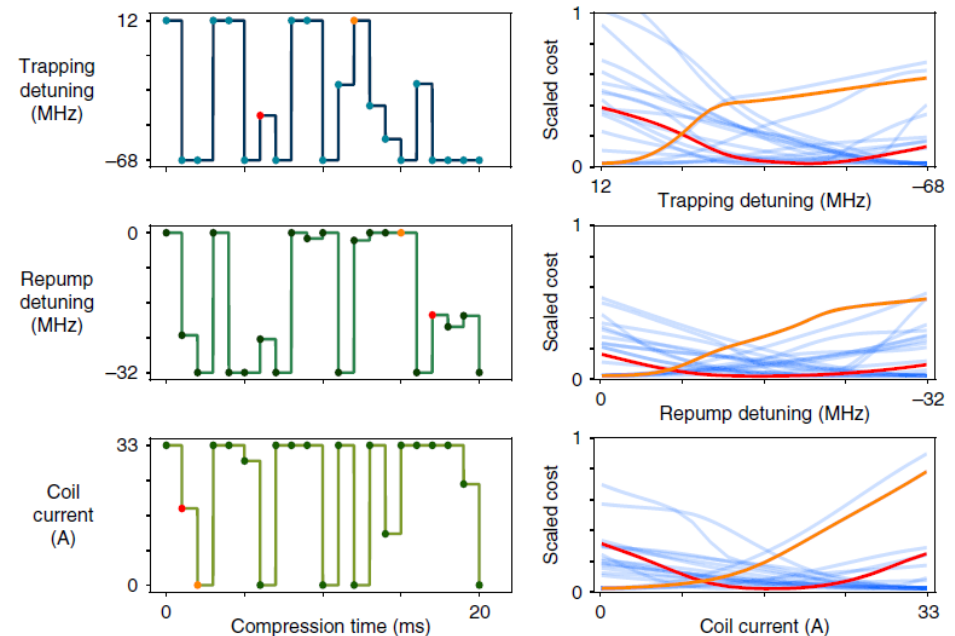 Trapping
detuning
(MHz)
12
−68
Scaled cost
1
0
12
−68
Trapping detuning (MHz)
Repump
detuning
(MHz)
0
−32
Scaled cost
1
0
0
−32
Repump detuning (MHz)
Coil
current
(A)
33
0
0
20
Compression time (ms)
Scaled cost
1
0
0
33
Coil current (A)